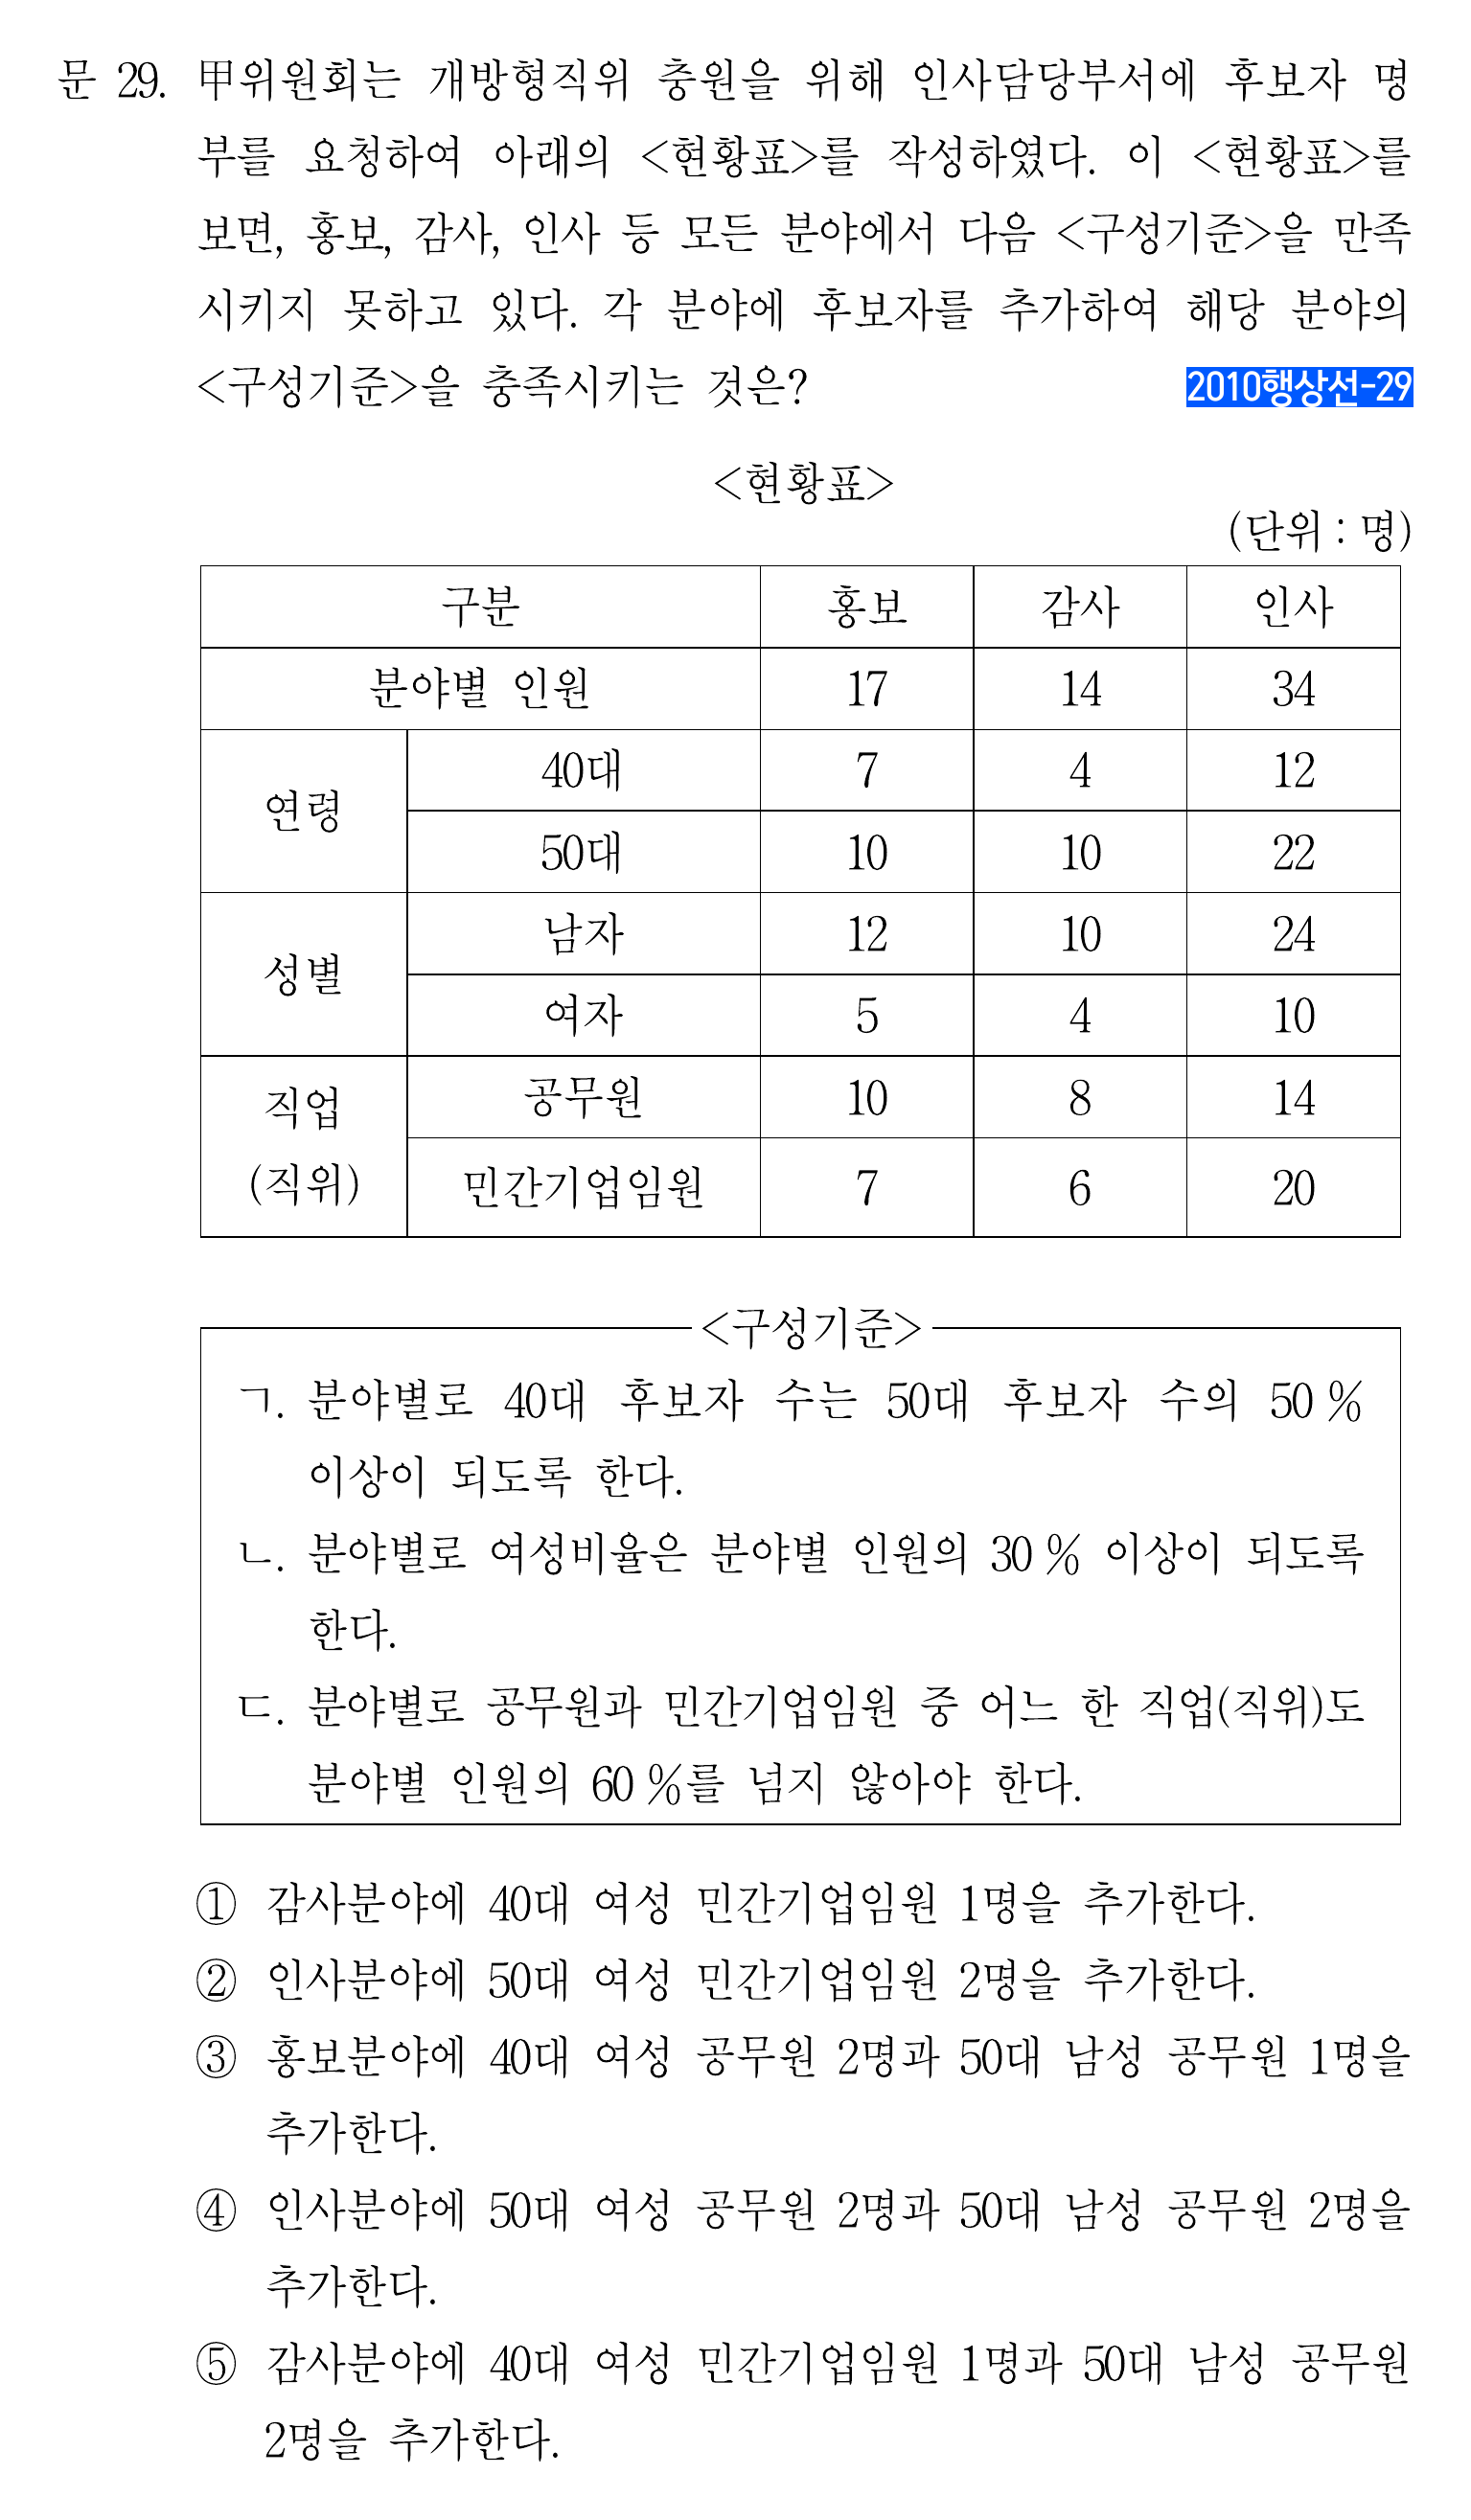 문 29. 甲위원회는 개방형직위 충원을 위해 인사담당부서에 후보자 명
부를 요청하여 아래의 <현황표>를 작성하였다. 이 <현황표>를
보면, 홍보, 감사, 인사 등 모든 분야에서 다음 <구성기준>을 만족
시키지 못하고 있다. 각 분야에 후보자를 추가하여 해당 분야의
<구성기준>을 충족시키는 것은? 2010행상선-29
<현황표>
(단위 : 명)
구분 홍보 감사 인사
분야별 인원 17 14 34
연령 40대 7 4 12
50대 10 10 22
성별 남자 12 10 24
여자 5 4 10
직업 공무원 10 8 14
(직위) 민간기업임원 7 6 20
<구성기준>
ㄱ. 분야별로 40대 후보자 수는 50대 후보자 수의 50 %
이상이 되도록 한다.
ㄴ. 분야별로 여성비율은 분야별 인원의 30 % 이상이 되도록
한다.
ㄷ. 분야별로 공무원과 민간기업임원 중 어느 한 직업(직위)도
분야별 인원의 60 %를 넘지 않아야 한다.
① 감사분야에 40대 여성 민간기업임원 1명을 추가한다.
② 인사분야에 50대 여성 민간기업임원 2명을 추가한다.
③ 홍보분야에 40대 여성 공무원 2명과 50대 남성 공무원 1명을
추가한다.
④ 인사분야에 50대 여성 공무원 2명과 50대 남성 공무원 2명을
추가한다.
⑤ 감사분야에 40대 여성 민간기업임원 1명과 50대 남성 공무원
2명을 추가한다.